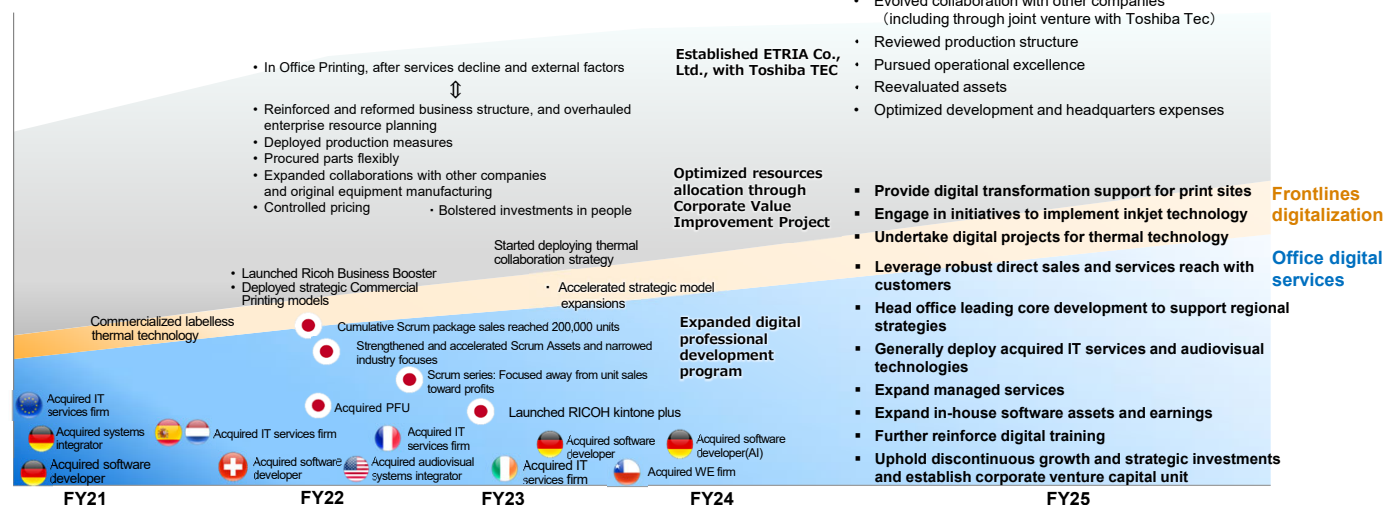 • Evolved collaboration with other companies
（including through joint venture with Toshiba Tec）
• Reviewed production structure
• Pursued operational excellence
• Reevaluated assets
• Optimized development and headquarters expenses
Established ETRIA Co.,
Ltd., with Toshiba TEC
• In Office Printing, after services decline and external factors
⇕
• Reinforced and reformed business structure, and overhauled
enterprise resource planning
• Deployed production measures
• Procured parts flexibly
• Expanded collaborations with other companies
and original equipment manufacturing
• Controlled pricing
・Bolstered investments in people
Optimized resources
allocation through
Corporate Value
Improvement Project
▪ Provide digital transformation support for print sites
▪ Engage in initiatives to implement inkjet technology
▪ Undertake digital projects for thermal technology
Frontlines
digitalization
Started deploying thermal
collaboration strategy
• Launched Ricoh Business Booster
• Deployed strategic Commercial
Printing models
・ Accelerated strategic model
expansions
Commercialized labelless
thermal technology
Office digital
services
▪ Leverage robust direct sales and services reach with
customers
▪ Head office leading core development to support regional
strategies
▪ Generally deploy acquired IT services and audiovisual
technologies
▪ Expand managed services
▪ Expand in-house software assets and earnings
▪ Further reinforce digital training
▪ Uphold discontinuous growth and strategic investments
and establish corporate venture capital unit
Cumulative Scrum package sales reached 200,000 units
Strengthened and accelerated Scrum Assets and narrowed
industry focuses
Scrum series: Focused away from unit sales
toward profits
Expanded digital
professional
development
program
Acquired IT
services firm
Acquired PFU
Launched RICOH kintone plus
Acquired systems
integrator
Acquired IT services firm
Acquired IT
services firm
Acquired software
developer
Acquired software
developer(AI)
Acquired software
developer
Acquired software
developer
Acquired audiovisual
systems integrator
Acquired IT
services firm
Acquired WE firm
FY21
FY22
FY23
FY24
FY25